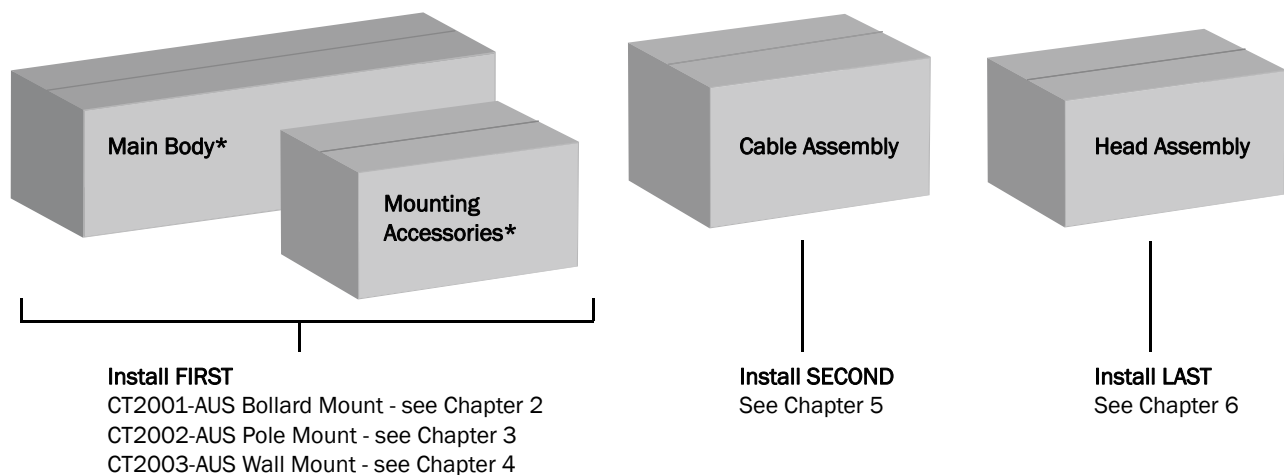 Main Body*
Mounting
Accessories*
Cable Assembly
Head Assembly
Install FIRST
CT2001-AUS Bollard Mount - see Chapter 2
CT2002-AUS Pole Mount - see Chapter 3
CT2003-AUS Wall Mount - see Chapter 4
Install SECOND
See Chapter 5
Install LAST
See Chapter 6